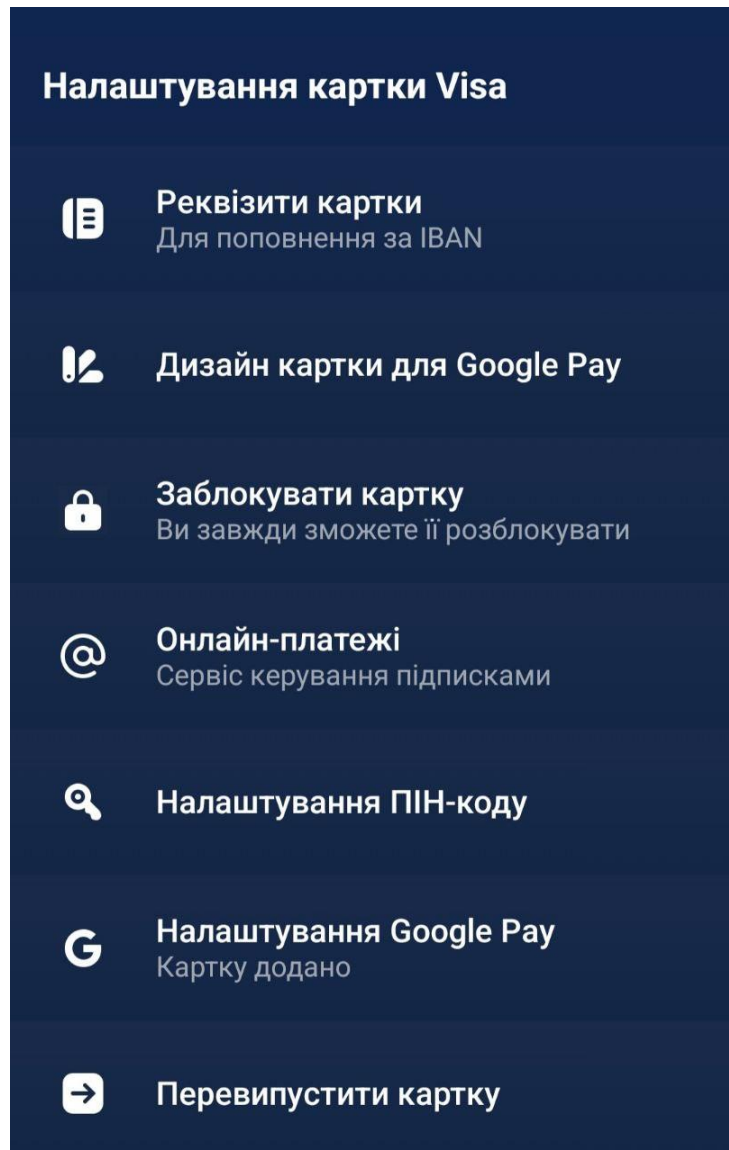 Налаштування картки Visa
Реквізити картки
Для поповнення за IBAN
Дизайн картки для Google Pay
Заблокувати картку
Ви завжди зможете її розблокувати
Онлайн-платежі
Сервіс керування підписками
Налаштування ПІН-коду
Налаштування Google Pay
Картку додано
Перевипустити картку